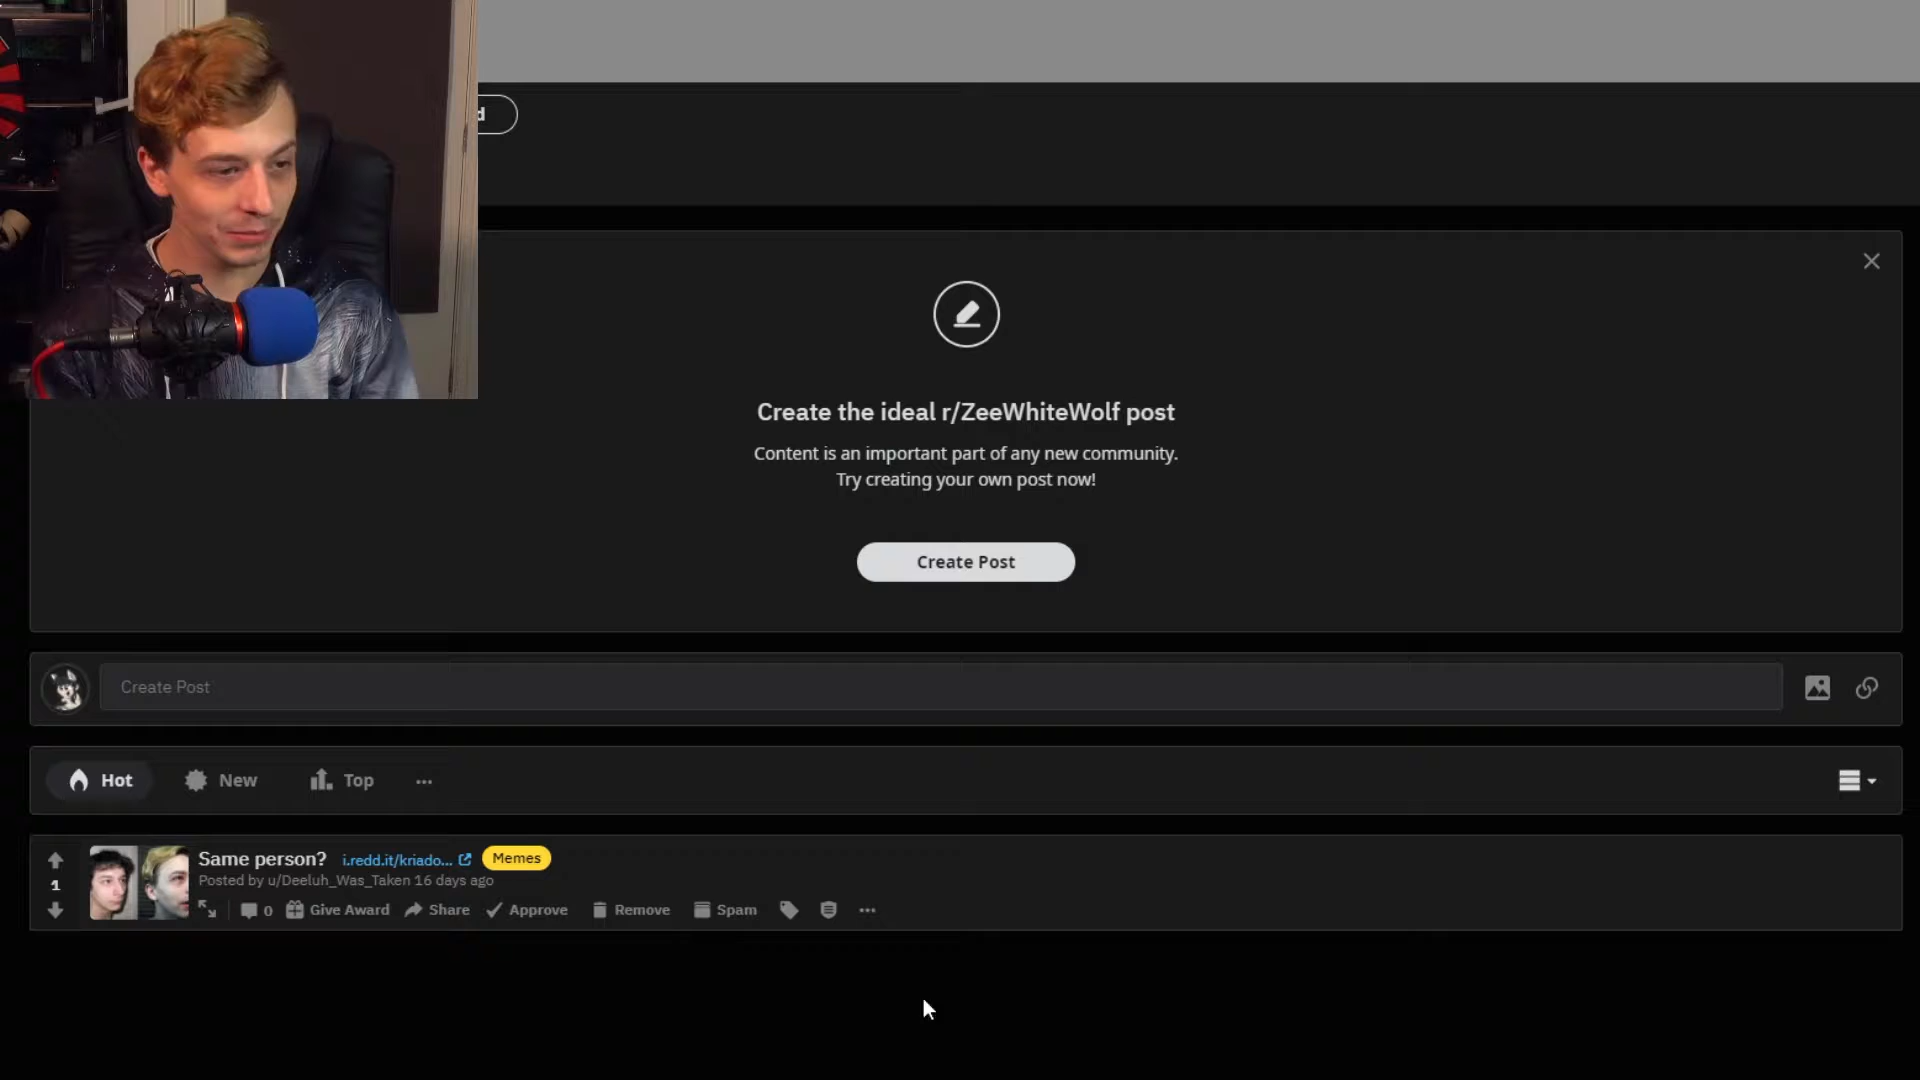 d
Create the ideal r/ZeeWhiteWolf post
Content is an important part of any new community.
Try creating your own post now!
Create Post
Create Post
Hot New Top ...
Same person? i.redd.it/kriado... Memes
Posted by u/Deeluh_Was_Taken 16 days ago
1
0 Give Award Share Approve Remove Spam ...